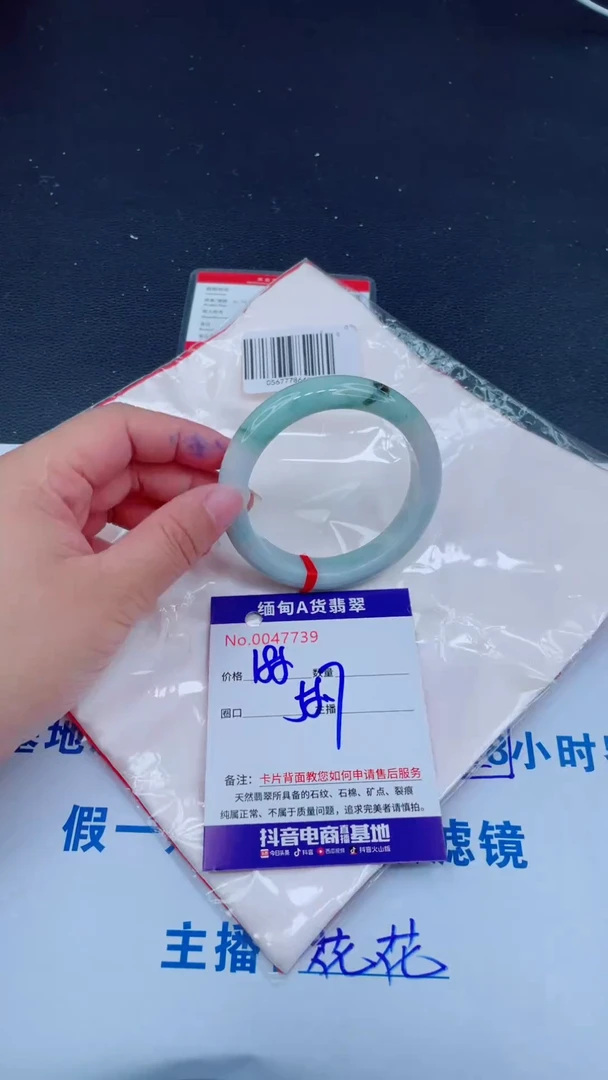 缅甸A货翡翠
No.0047739
价格 数量
圈口 主播
备注：卡片背面教您如何申请售后服务
天然翡翠所具备的石纹、石棉、矿点、裂痕
纯属正常、不属于质量问题，追求完美者请慎拍。
抖音电商直播基地
今日头条 抖音 西瓜视频 抖音火山版
小时
假一
滤镜
主播 花花